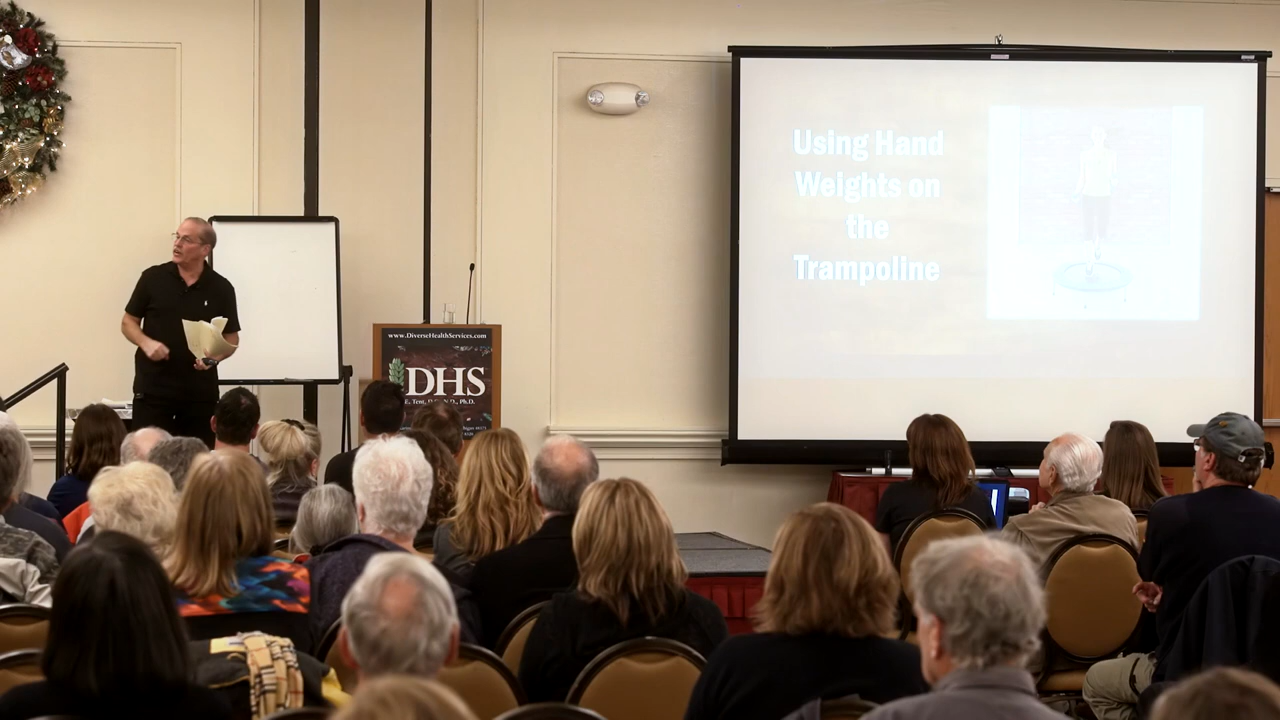 Using Hand
Weights on
the
Trampoline
www.DiverseHealthServices.com
DHS